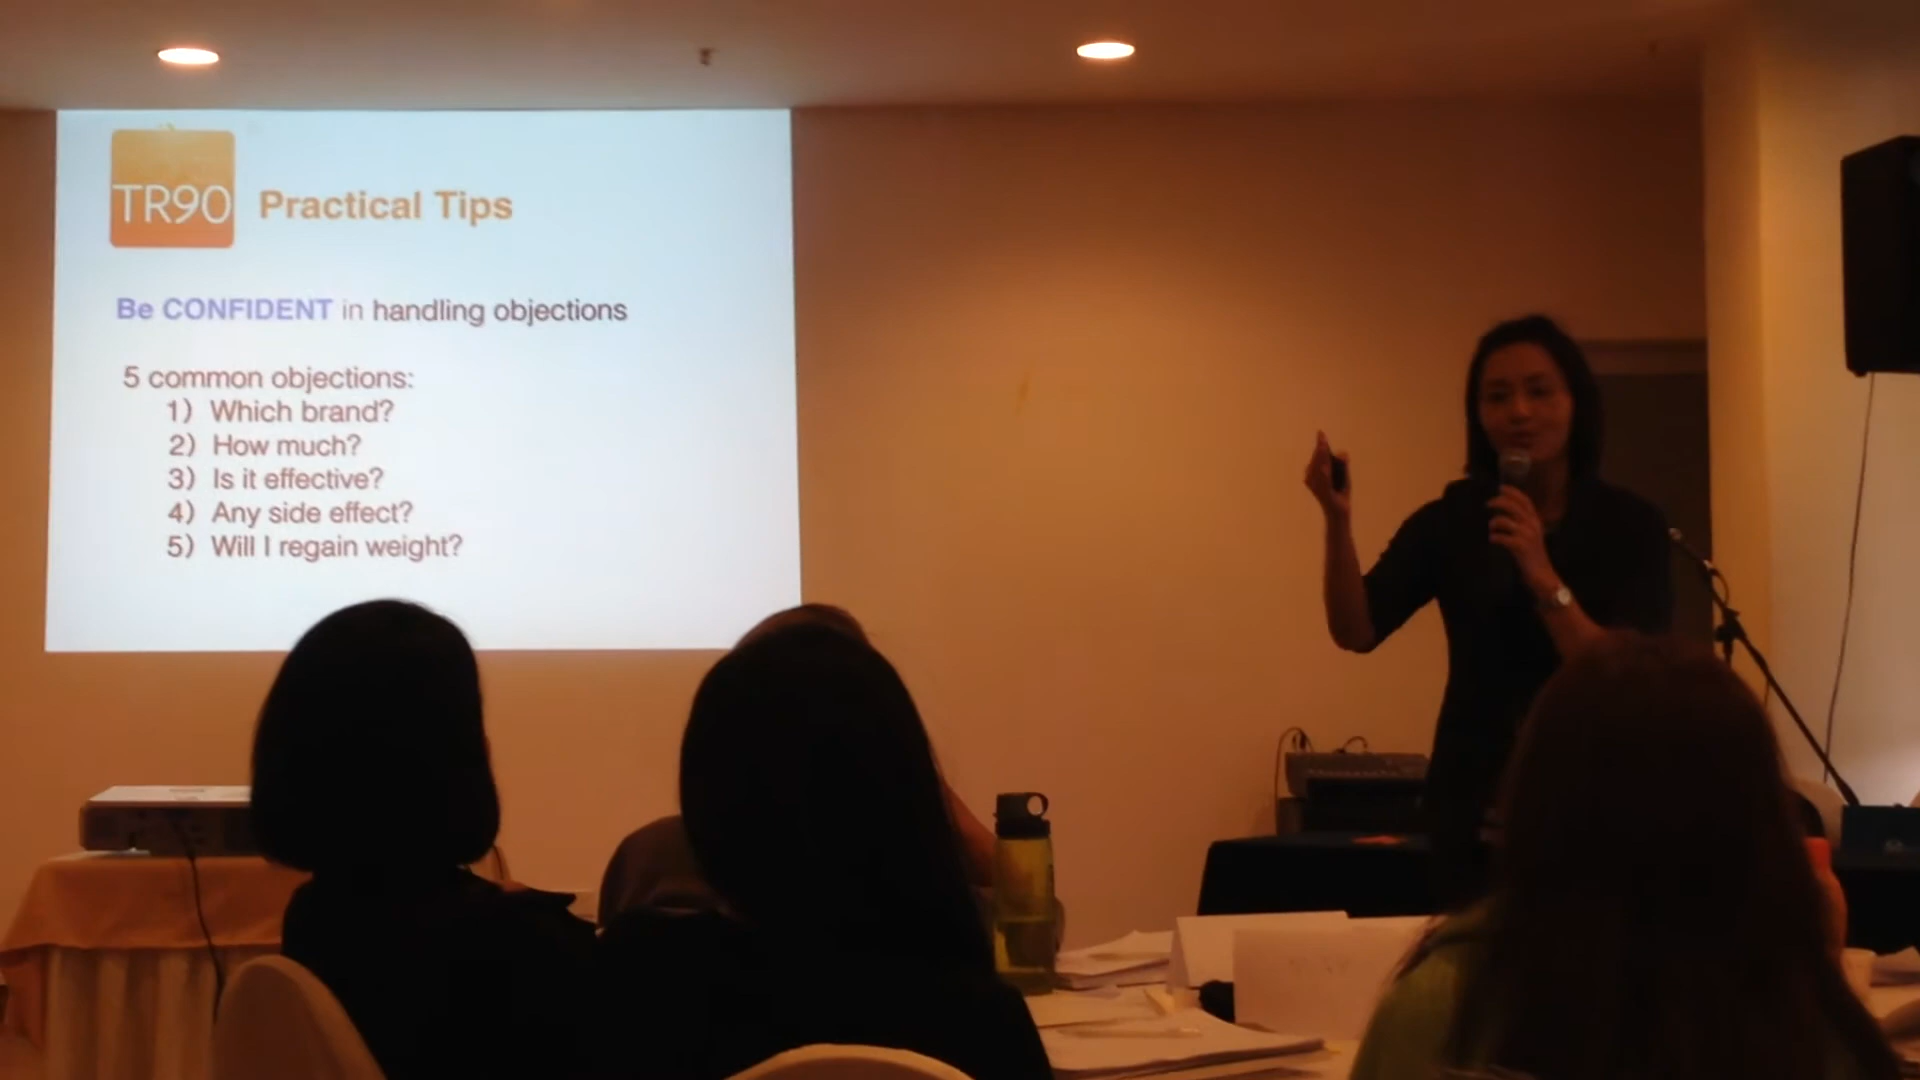 TR90
Practical Tips
Be CONFIDENT in handling objections
5 common objections:
1) Which brand?
2) How much?
3) Is it effective?
4) Any side effect?
5) Will I regain weight?